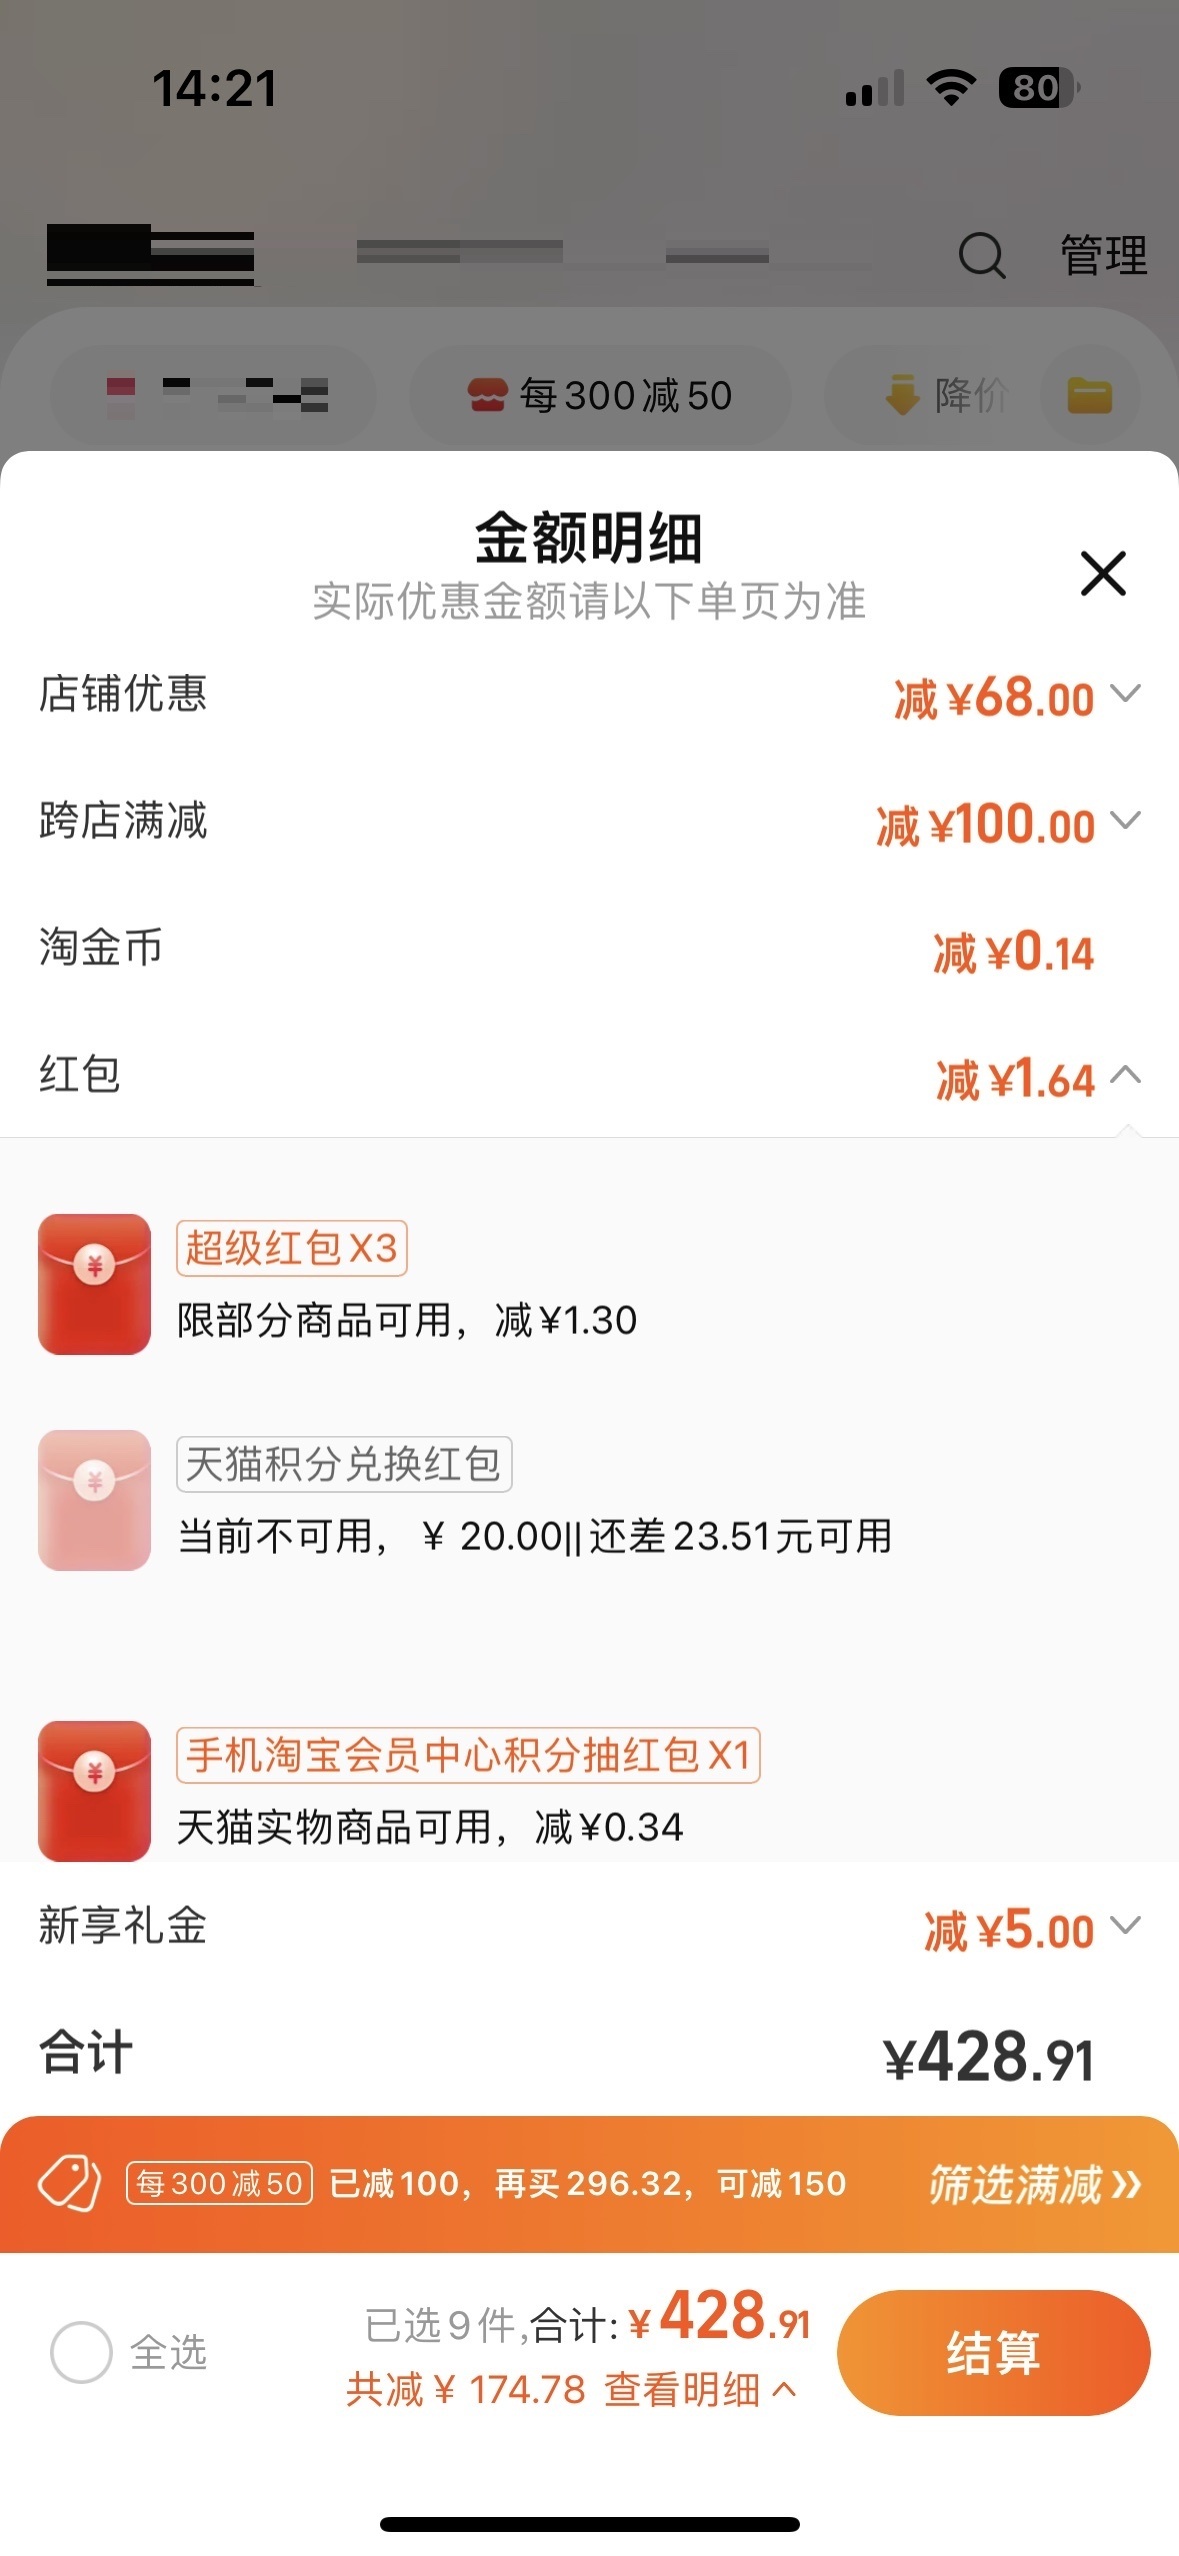 14:21
80
管理
每300减50
降价
金额明细
实际优惠金额请以下单页为准
店铺优惠 减¥68.00
跨店满减 减¥100.00
淘金币 减¥0.14
红包 减¥1.64
超级红包X3
限部分商品可用，减¥1.30
天猫积分兑换红包
当前不可用， ¥ 20.00||还差23.51元可用
手机淘宝会员中心积分抽红包X1
天猫实物商品可用，减¥0.34
新享礼金 减¥5.00
合计 ¥428.91
每300减50 已减100，再买296.32，可减150 筛选满减
全选 已选9件,合计:¥428.91 结算
共减¥ 174.78 查看明细